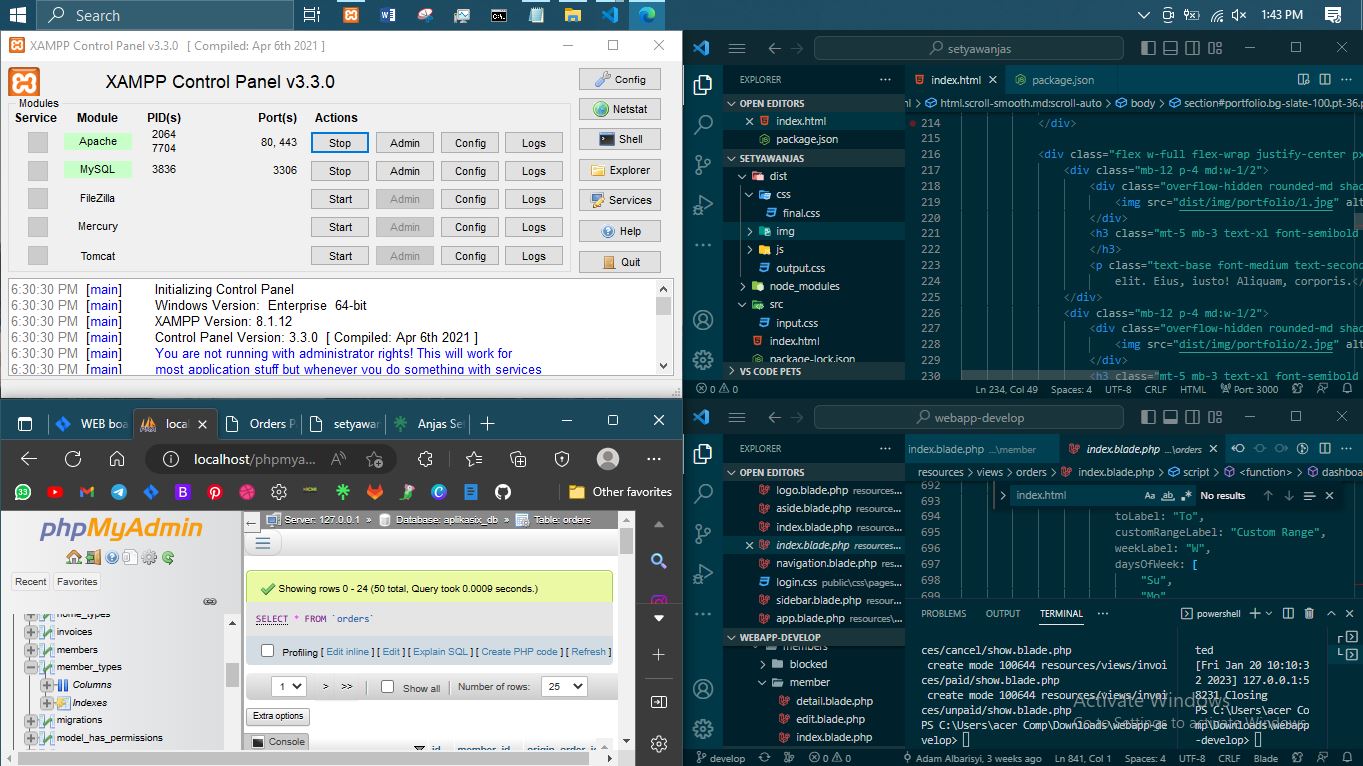 Search
1:43 PM
XAMPP Control Panel v3.3.0 [ Compiled: Apr 6th 2021 ]
XAMPP Control Panel v3.3.0
Config
Modules
Service Module PID(s) Port(s) Actions
Netstat
Apache 2064 7704 80, 443 Stop Admin Config Logs
Shell
MySQL 3836 3306 Stop Admin Config Logs
Explorer
FileZilla Start Admin Config Logs
Services
Mercury Start Admin Config Logs
Help
Tomcat Start Admin Config Logs
Quit
6:30:30 PM [main] Initializing Control Panel
6:30:30 PM [main] Windows Version: Enterprise 64-bit
6:30:30 PM [main] XAMPP Version: 8.1.12
6:30:30 PM [main] Control Panel Version: 3.3.0 [ Compiled: Apr 6th 2021 ]
6:30:30 PM [main] You are not running with administrator rights! This will work for
6:30:30 PM [main] most application stuff but whenever you do something with services
setyawanjas
EXPLORER
OPEN EDITORS
index.html
package.json
SETYAWANJAS
dist
css
final.css
img
js
output.css
node_modules
src
input.css
index.html
package-lock.json
VS CODE PETS
index.html package.json
html.scroll-smooth.md:scroll-auto > body > section#portfolio.bg-slate-100.pt-36.
214 </div>
215
216 <div class="flex w-full flex-wrap justify-center px
217 <div class="mb-12 p-4 md:w-1/2">
218 <div class="overflow-hidden rounded-md shad
219 <img src="dist/img/portfolio/1.jpg" alt
220 </div>
221 <h3 class="mt-5 mb-3 text-xl font-semibold
222 </h3>
223 <p class="text-base font-medium text-second
224 elit. Eius, iusto! Aliquam, corporis.</
225 </div>
226 <div class="mb-12 p-4 md:w-1/2">
227 <div class="overflow-hidden rounded-md shad
228 <img src="dist/img/portfolio/2.jpg" alt
229 </div>
230 <h3 class="mt-5 mb-3 text-xl font-semibold
0 0 Ln 234, Col 49 Spaces: 4 UTF-8 CRLF HTML Port: 3000
WEB boa
local
Orders P
setyawa
Anjas Se
localhost/phpmya...
Other favorites
phpMyAdmin
Recent Favorites
home_types
invoices
members
member_types
Columns
Indexes
migrations
model_has_permissions
Server: 127.0.0.1 » Database: aplikasix_db » Table: orders
Showing rows 0 - 24 (50 total, Query took 0.0009 seconds.)
SELECT * FROM `orders`
Profiling [ Edit inline ] [ Edit ] [ Explain SQL ] [ Create PHP code ] [ Refresh ]
1 > >> Show all Number of rows: 25
Extra options
Console
id member_id
webapp-develop
EXPLORER
OPEN EDITORS
logo.blade.php resources...
aside.blade.php resource...
index.blade.php resources...
index.blade.php resources...
navigation.blade.php res...
login.css public\css\pages...
sidebar.blade.php resour...
app.blade.php resources\...
WEBAPP-DEVELOP
members
blocked
member
detail.blade.php
edit.blade.php
index.blade.php
index.blade.php ...\member index.blade.php ...\orders
resources > views > orders > index.blade.php > script > <function> > dashboa
index.html Aa ab No results
692
693
694 toLabel: "To",
695 customRangeLabel: "Custom Range",
696 weekLabel: "W",
697 daysOfWeek: [
698 "Su",
699 "Mo",
PROBLEMS OUTPUT TERMINAL ... powershell
ces/cancel/show.blade.php
create mode 100644 resources/views/invoi
ces/paid/show.blade.php
create mode 100644 resources/views/invoi
ces/unpaid/show.blade.php
PS C:\Users\acer Comp\Downloads\webapp-de
velop>
ted
[Fri Jan 20 10:10:3
2 2023] 127.0.0.1:5
8231 Closing
PS C:\Users\acer Co
mp\Downloads\webapp
-develop>
Activate Windows
Go to Settings to activate Windows.
develop 0 0 Adam Albarisyi, 3 weeks ago Ln 841, Col 1 Spaces: 4 UTF-8 CRLF Blade